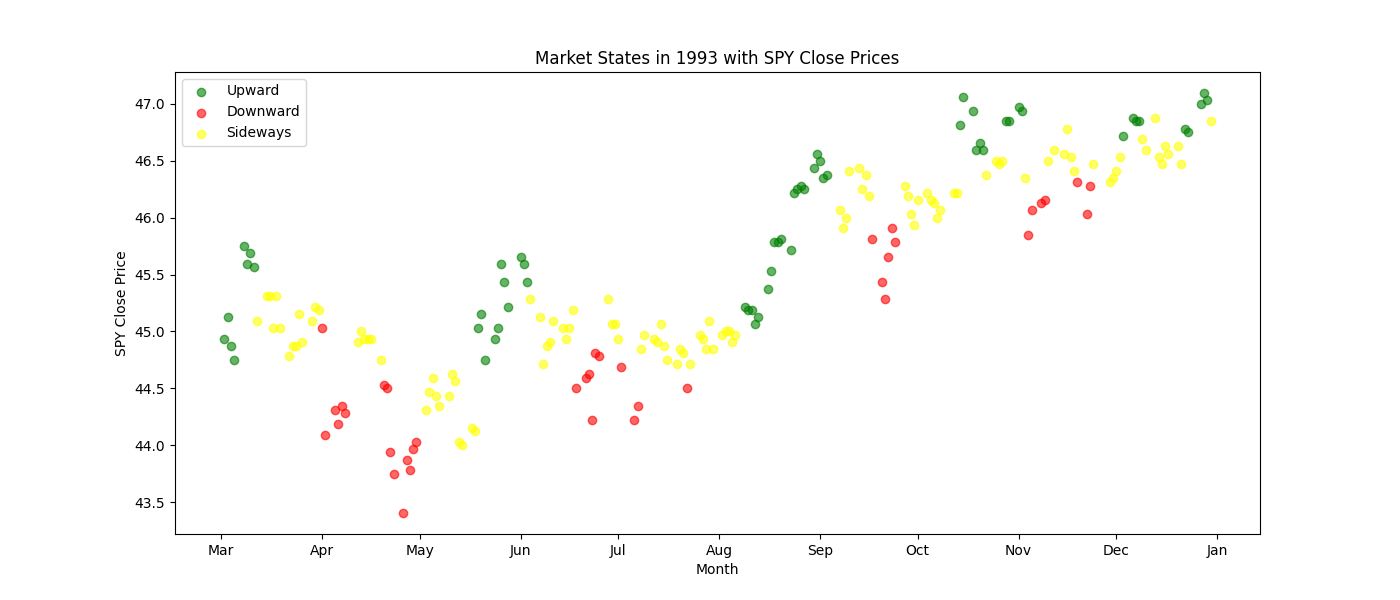 Market States in 1993 with SPY Close Prices
Upward
Downward
Sideways
47.0
46.5
46.0
45.5
45.0
44.5
44.0
43.5
SPY Close Price
Mar Apr May Jun Jul Aug Sep Oct Nov Dec Jan
Month